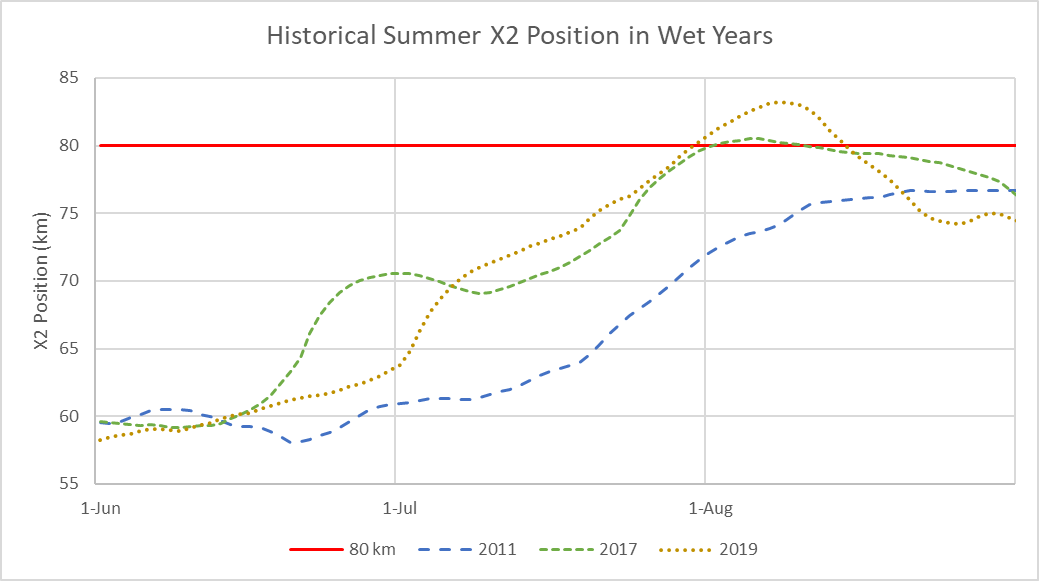 Historical Summer X2 Position in Wet Years
X2 Position (km)
85
80
75
70
65
60
55
1-Jun 1-Jul 1-Aug
80 km 2011 2017 2019